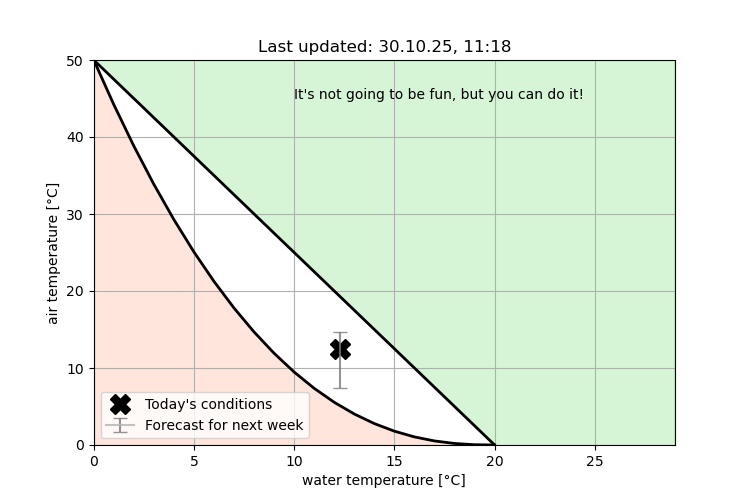 Last updated: 30.10.25, 11:18
It's not going to be fun, but you can do it!
50
40
30
20
10
0
air temperature [°C]
Today's conditions
Forecast for next week
0 5 10 15 20 25
water temperature [°C]